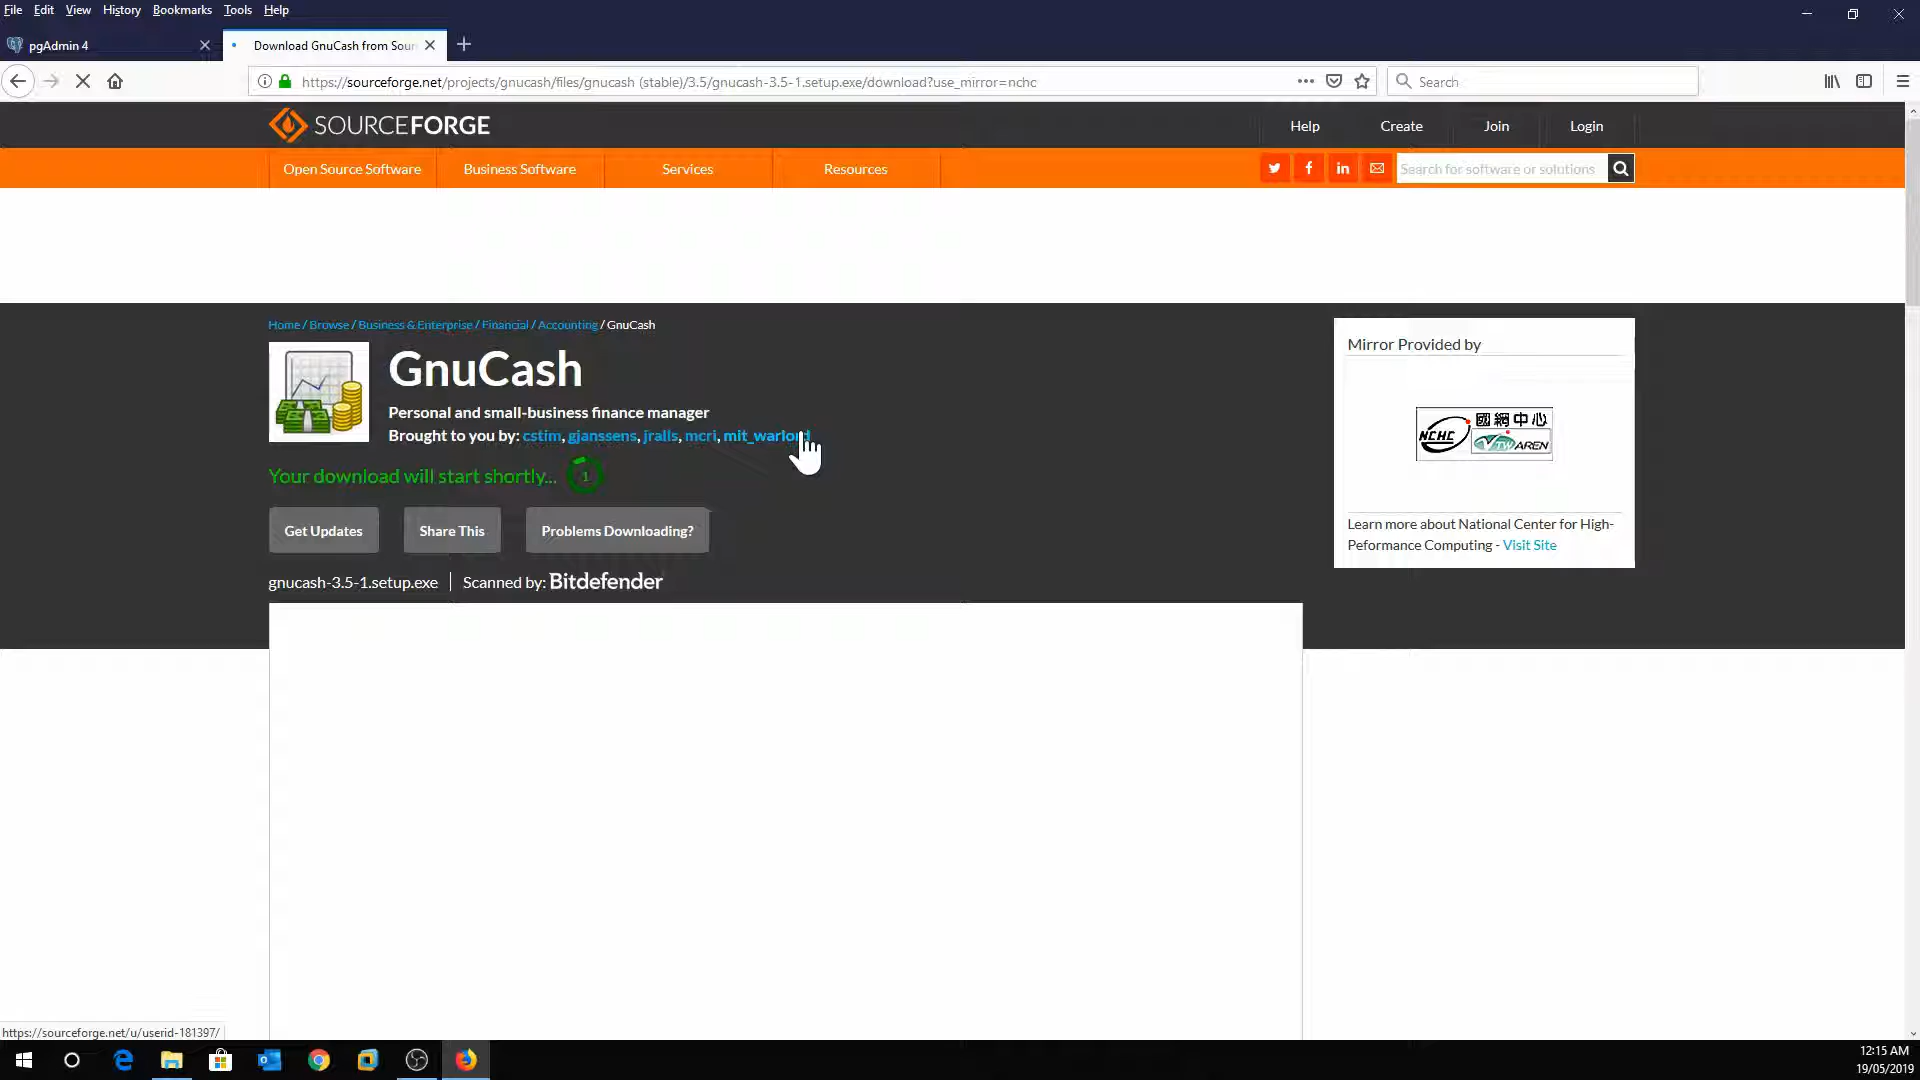 File Edit View History Bookmarks Tools Help
pgAdmin 4
Download GnuCash from Sour
https://sourceforge.net/projects/gnucash/files/gnucash (stable)/3.5/gnucash-3.5-1.setup.exe/download?use_mirror=nchc
Search
SOURCEFORGE
Help Create Join Login
Open Source Software Business Software Services Resources
Search for software or solutions
Home / Browse / Business & Enterprise / Financial / Accounting / GnuCash
GnuCash
Personal and small-business finance manager
Brought to you by: cstim, gjanssens, jralls, mcri, mit_warlord
Your download will start shortly... 1
Get Updates Share This Problems Downloading?
gnucash-3.5-1.setup.exe Scanned by: Bitdefender
Mirror Provided by
NCHC 國網中心
TWAREN
Learn more about National Center for High-
Peformance Computing - Visit Site
https://sourceforge.net/u/userid-181397/
12:15 AM
19/05/2019